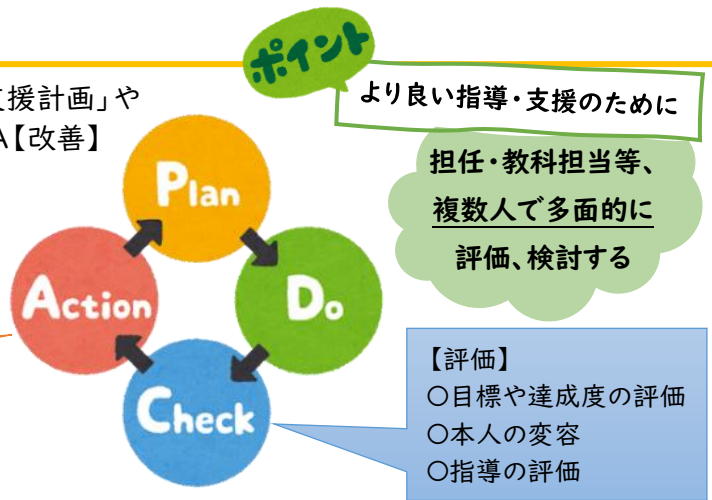 ポイント
援計画」や
A【改善】
より良い指導・支援のために
担任・教科担当等、
複数人で多面的に
評価、検討する
Plan
Action
Do
Check
【評価】
○目標や達成度の評価
○本人の変容
○指導の評価